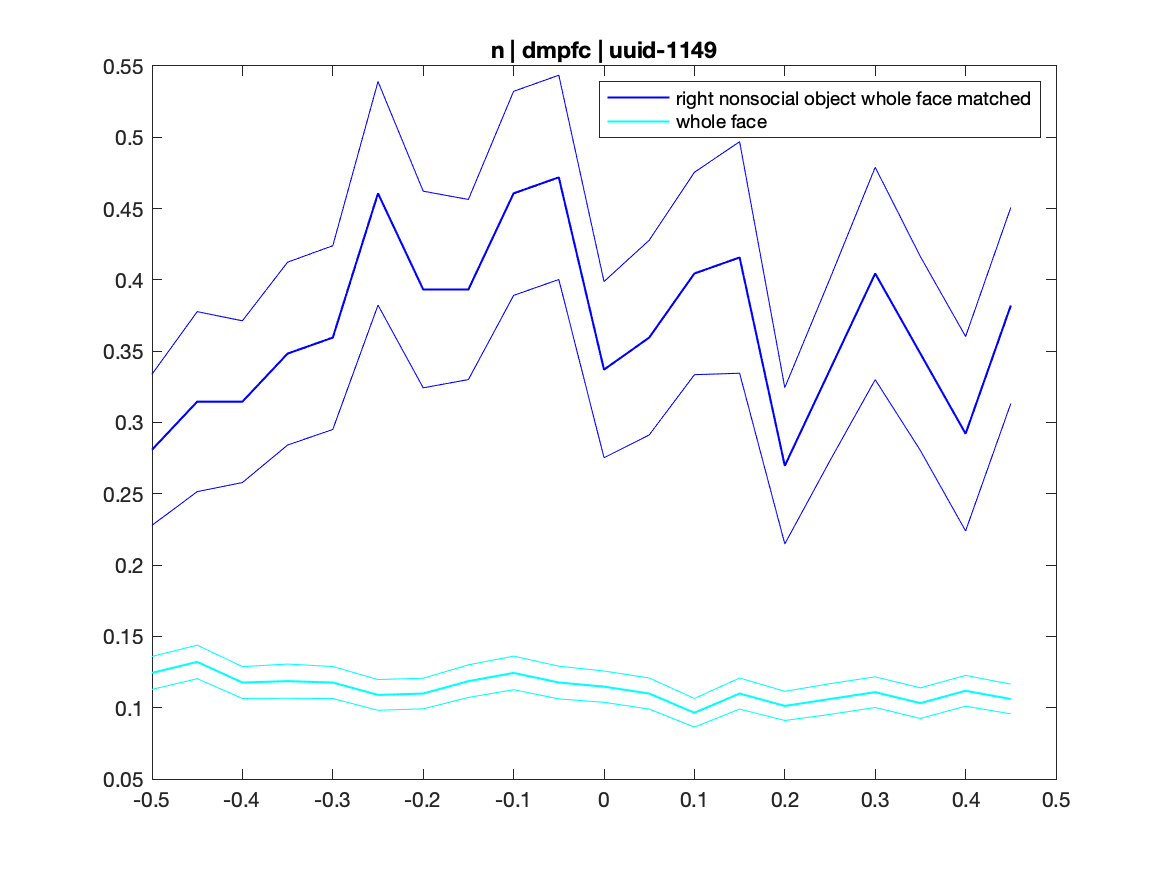 n | dmpfc | uuid-1149
right nonsocial object whole face matched
whole face
0.55
0.5
0.45
0.4
0.35
0.3
0.25
0.2
0.15
0.1
0.05
-0.5 -0.4 -0.3 -0.2 -0.1 0 0.1 0.2 0.3 0.4 0.5